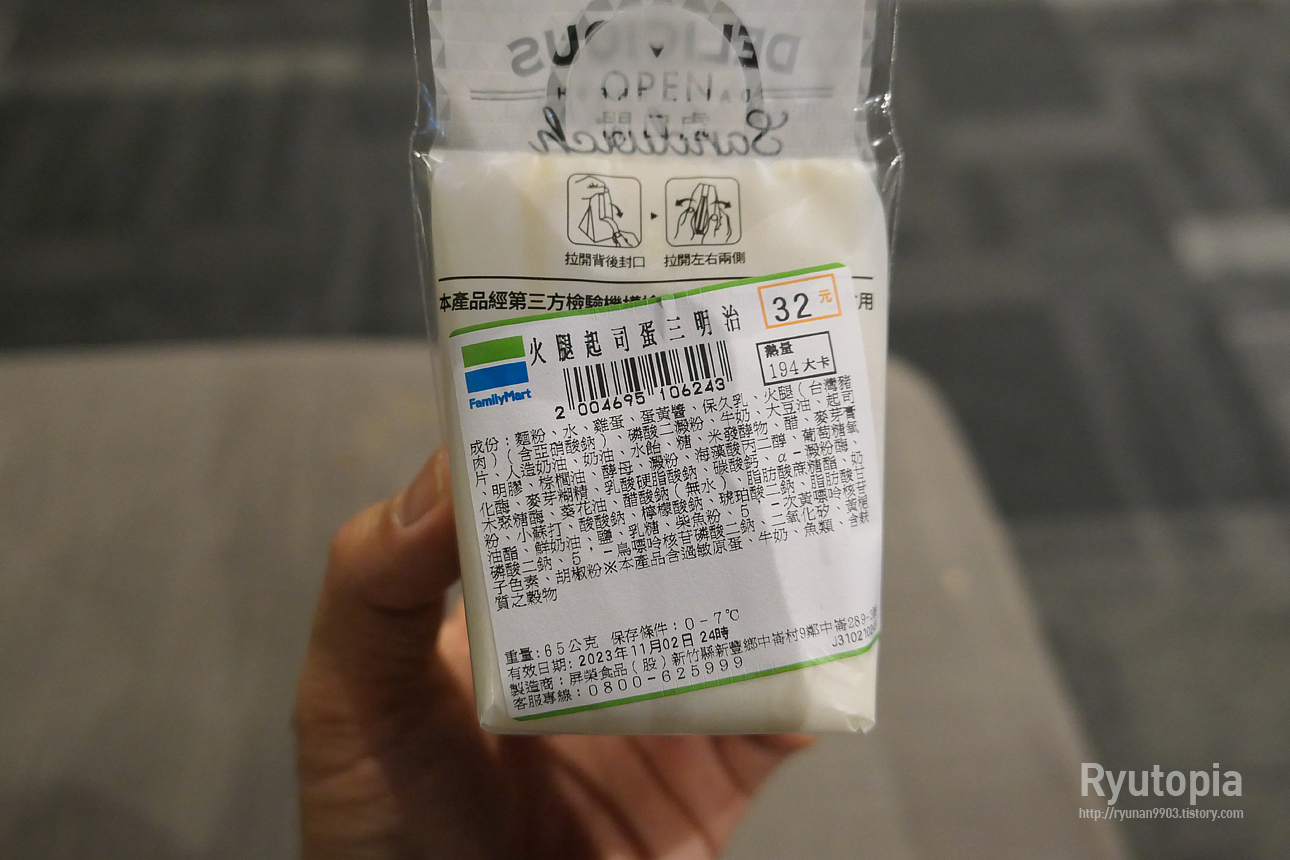 DELICIOUS
OPEN
Sandwich
拉開背後封口
拉開左右兩側
本產品經第三方檢驗機構
用
火腿起司蛋三明治
32元
FamilyMart
熱量
194大卡
2 004695 106243
成份：麵粉、水、雞蛋、蛋黃醬、保久乳、火腿（台灣豬
肉）（含亞硝酸鈉）、磷酸二澱粉、牛奶、大豆油、起司
片、人造奶油、奶油、水飴、糖、米發酵物、醋、麥芽膏
、明膠、棕櫚油、酵母、澱粉、海藻酸丙二醇、葡萄糖氧
化酶、麥芽糊精、乳酸硬脂酸鈉、碳酸鈣、α－澱粉酶、
木聚糖酶、葵花油、醋酸鈉（無水）、脂肪酸蔗糖酯、奶
粉、小蘇打、酸酸鈉、檸檬酸鈉、琥珀酸二鈉、脂肪酸甘
油酯、鮮奶油、鹽、乳糖、柴魚粉、5－次黃嘌呤核苷
磷酸二鈉、5－鳥嘌呤核苷磷酸二鈉、二氧化矽、黃梔
子色素、胡椒粉※本產品含過敏原蛋、牛奶、魚類、含麩
質之穀物
重量：65公克 保存條件：0-7℃
有效日期：2023年11月02日 24時
製造商：屏榮食品（股）新竹縣新豐鄉中崙村9鄰中崙289-
客服專線：0800-625999
Ryutopia
http://ryunan9903.tistory.com